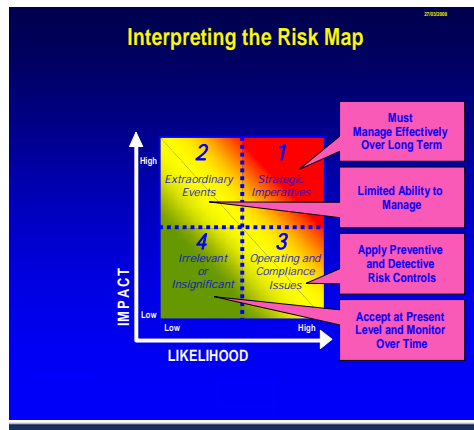 27/03/2000
Interpreting the Risk Map
Must
Manage Effectively
Over Long Term
High
2
Extraordinary
Events
1
Strategic
Imperatives
Limited Ability to
Manage
4
Irrelevant
or
Insignificant
3
Operating and
Compliance
Issues
Apply Preventive
and Detective
Risk Controls
IMPACT
Low
Accept at Present
Level and Monitor
Over Time
Low
High
LIKELIHOOD